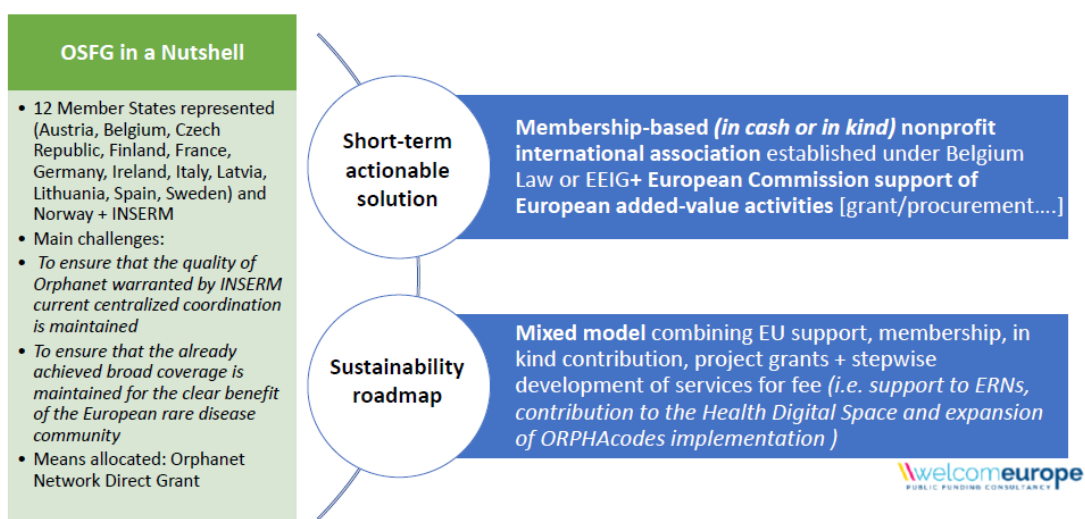 OSFG in a Nutshell
• 12 Member States represented
(Austria, Belgium, Czech
Republic, Finland, France,
Germany, Ireland, Italy, Latvia,
Lithuania, Spain, Sweden) and
Norway + INSERM
• Main challenges:
• To ensure that the quality of
Orphanet warranted by INSERM
current centralized coordination
is maintained
• To ensure that the already
achieved broad coverage is
maintained for the clear benefit
of the European rare disease
community
• Means allocated: Orphanet
Network Direct Grant
Short-term
actionable
solution
Membership-based (in cash or in kind) nonprofit
international association established under Belgium
Law or EEIG+ European Commission support of
European added-value activities [grant/procurement....]
Sustainability
roadmap
Mixed model combining EU support, membership, in
kind contribution, project grants + stepwise
development of services for fee (i.e. support to ERNs,
contribution to the Health Digital Space and expansion
of ORPHAcodes implementation )
welcomeurope
PUBLIC FUNDING CONSULTANCY